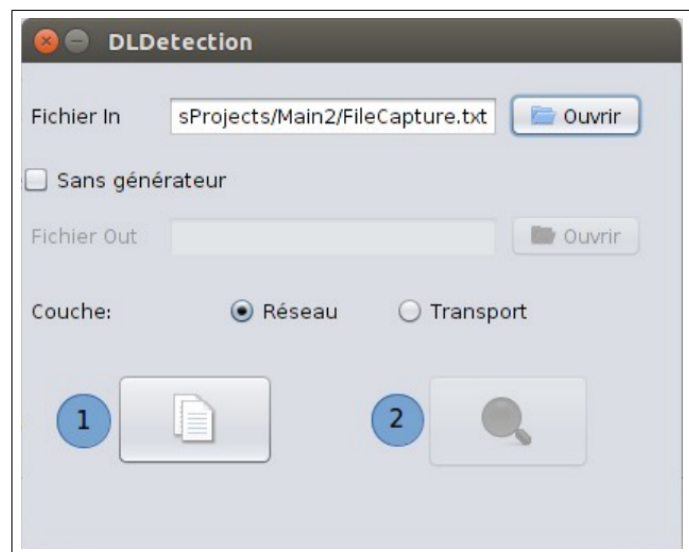 DLDetection
Fichier In sProjects/Main2/FileCapture.txt Ouvrir
Sans générateur
Fichier Out Ouvrir
Couche: Réseau Transport
1 2